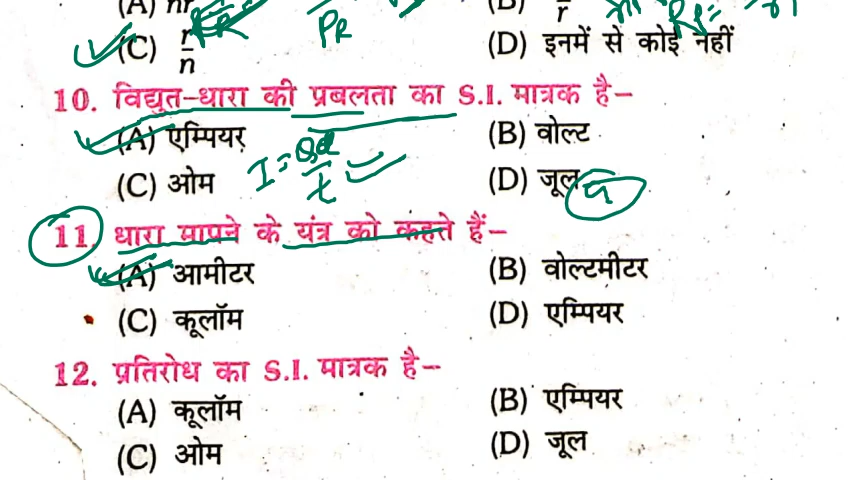 (A) nr
(C) r/n (D) इनमें से कोई नहीं
10. विद्युत-धारा की प्रबलता का S.I. मात्रक है–
(A) एम्पियर (B) वोल्ट
(C) ओम (D) जूल
11. धारा मापने के यंत्र को कहते हैं–
(A) आमीटर (B) वोल्टमीटर
(C) कूलॉम (D) एम्पियर
12. प्रतिरोध का S.I. मात्रक है–
(A) कूलॉम (B) एम्पियर
(C) ओम (D) जूल